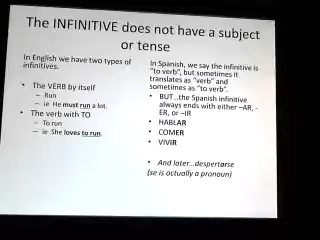 The INFINITIVE does not have a subject
or tense
In English we have two types of
infinitives.
• The VERB by itself
– Run
– ie He must run a lot.
• The verb with TO
– To run
– ie She loves to run.
In Spanish, we say the infinitive is
"to verb", but sometimes it
translates as "verb" and
sometimes as "to verb".
• BUT...the Spanish infinitive
always ends with either –AR, -
ER, or –IR
• HABLAR
• COMER
• VIVIR
• And later...despertarse
(se is actually a pronoun)